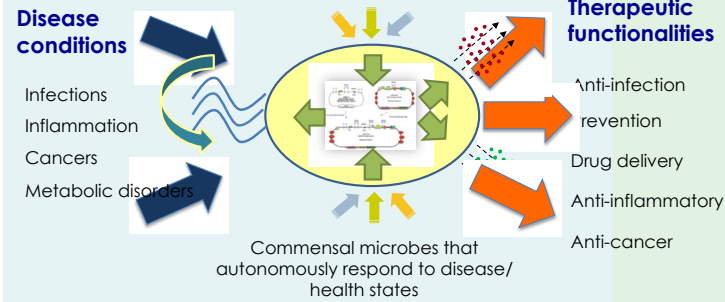 Disease
conditions
Infections
Inflammation
Cancers
Metabolic disorders
Commensal microbes that
autonomously respond to disease/
health states
Therapeutic
functionalities
Anti-infection
revention
Drug delivery
Anti-inflammatory
Anti-cancer